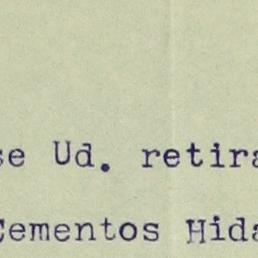 se Ud. retira
Cementos Hida